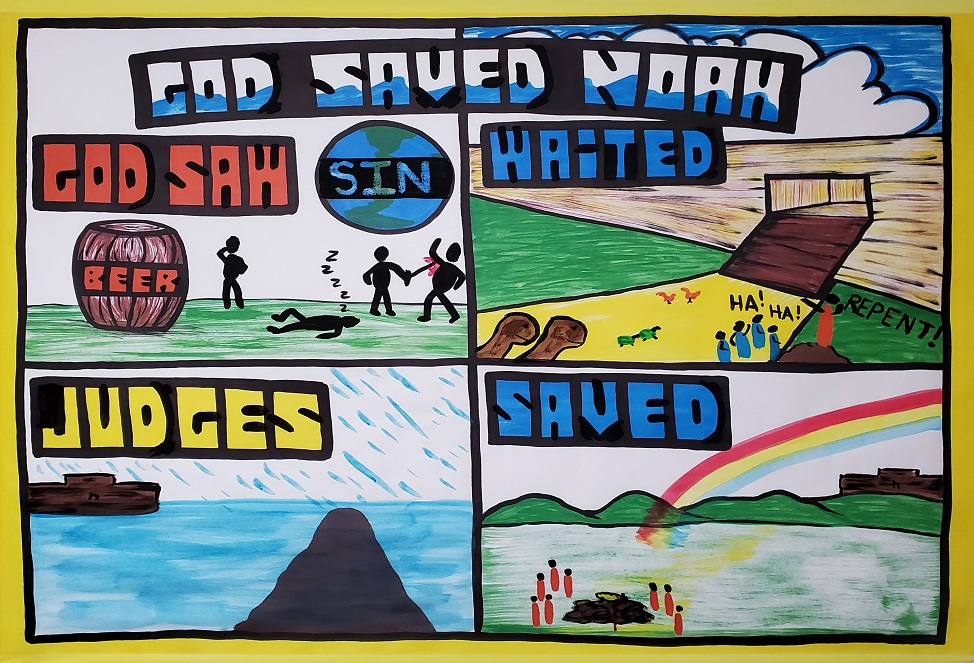 GOD SAVED NOAH
GOD SAW
SIN
BEER
Z
Z
Z
Z
Z
WAiTED
HA! HA!
REPENT!
JUDGES
SAVED